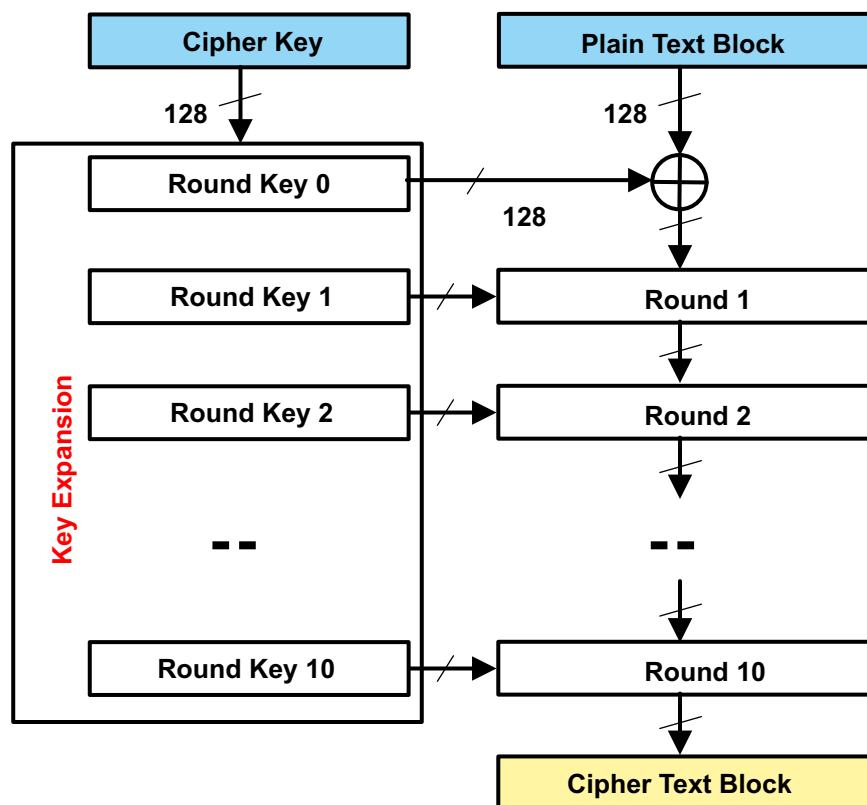 Cipher Key
Plain Text Block
128
128
Round Key 0
128
Round Key 1
Round 1
Round Key 2
Round 2
Key Expansion
Round Key 10
Round 10
Cipher Text Block